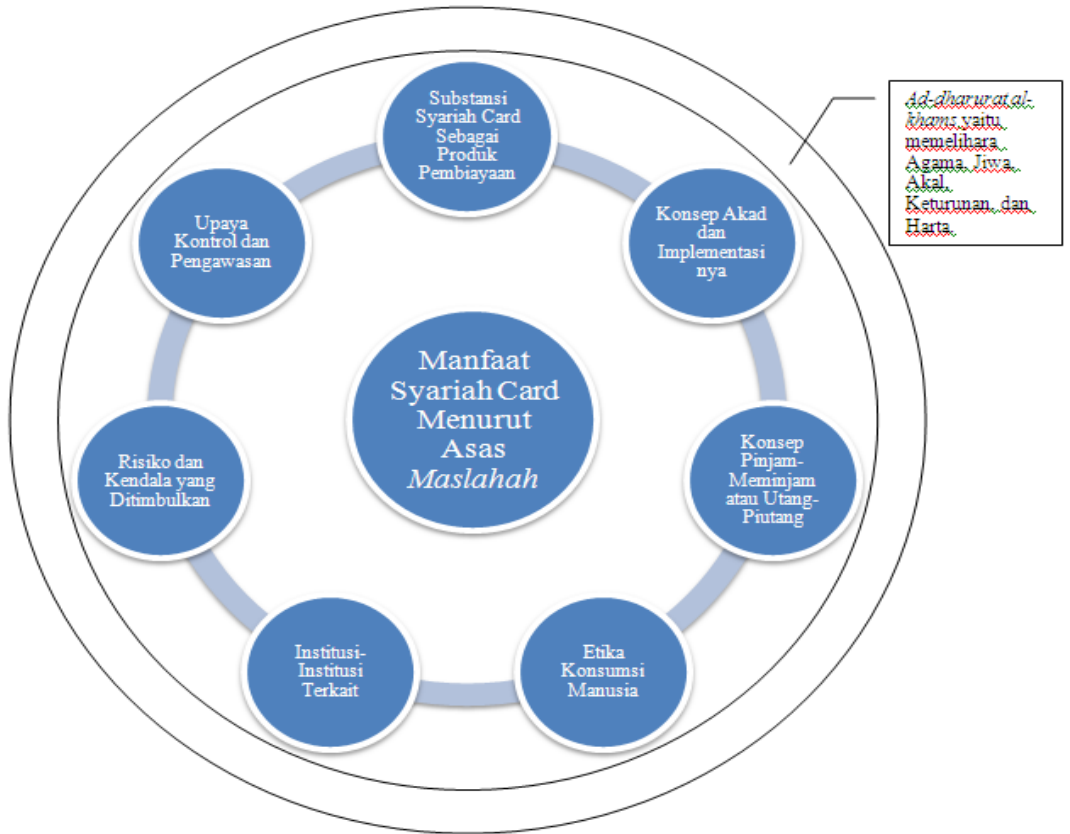 Substansi
Syariah Card
Sebagai
Produk
Pembiayaan
Ad-dharurat al-
khams yaitu
memelihara
Agama, Jiwa,
Akal,
Keturunan, dan
Harta.
Konsep Akad
dan
Implementasi
nya
Konsep
Pinjam-
Meminjam
atau Utang-
Piutang
Etika
Konsumsi
Manusia
Institusi-
Institusi
Terkait
Risiko dan
Kendala yang
Ditimbulkan
Upaya
Kontrol dan
Pengawasan
Manfaat
Syariah Card
Menurut
Asas
Maslahah